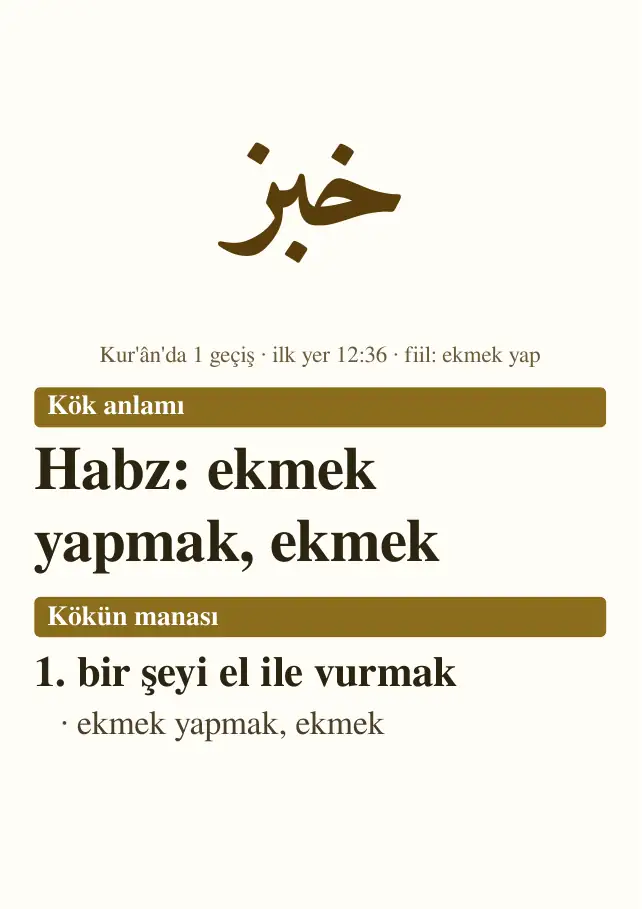 خبز
Kur'ân'da 1 geçiş · ilk yer 12:36 · fiil: ekmek yap
Kök anlamı
Habz: ekmek
yapmak, ekmek
Kökün manası
1. bir şeyi el ile vurmak
· ekmek yapmak, ekmek